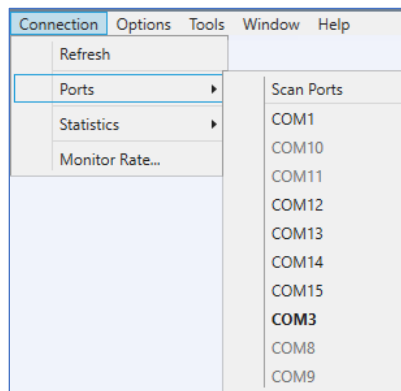 Connection Options Tools Window Help
Refresh
Ports
Statistics
Monitor Rate...
Scan Ports
COM1
COM10
COM11
COM12
COM13
COM14
COM15
COM3
COM8
COM9